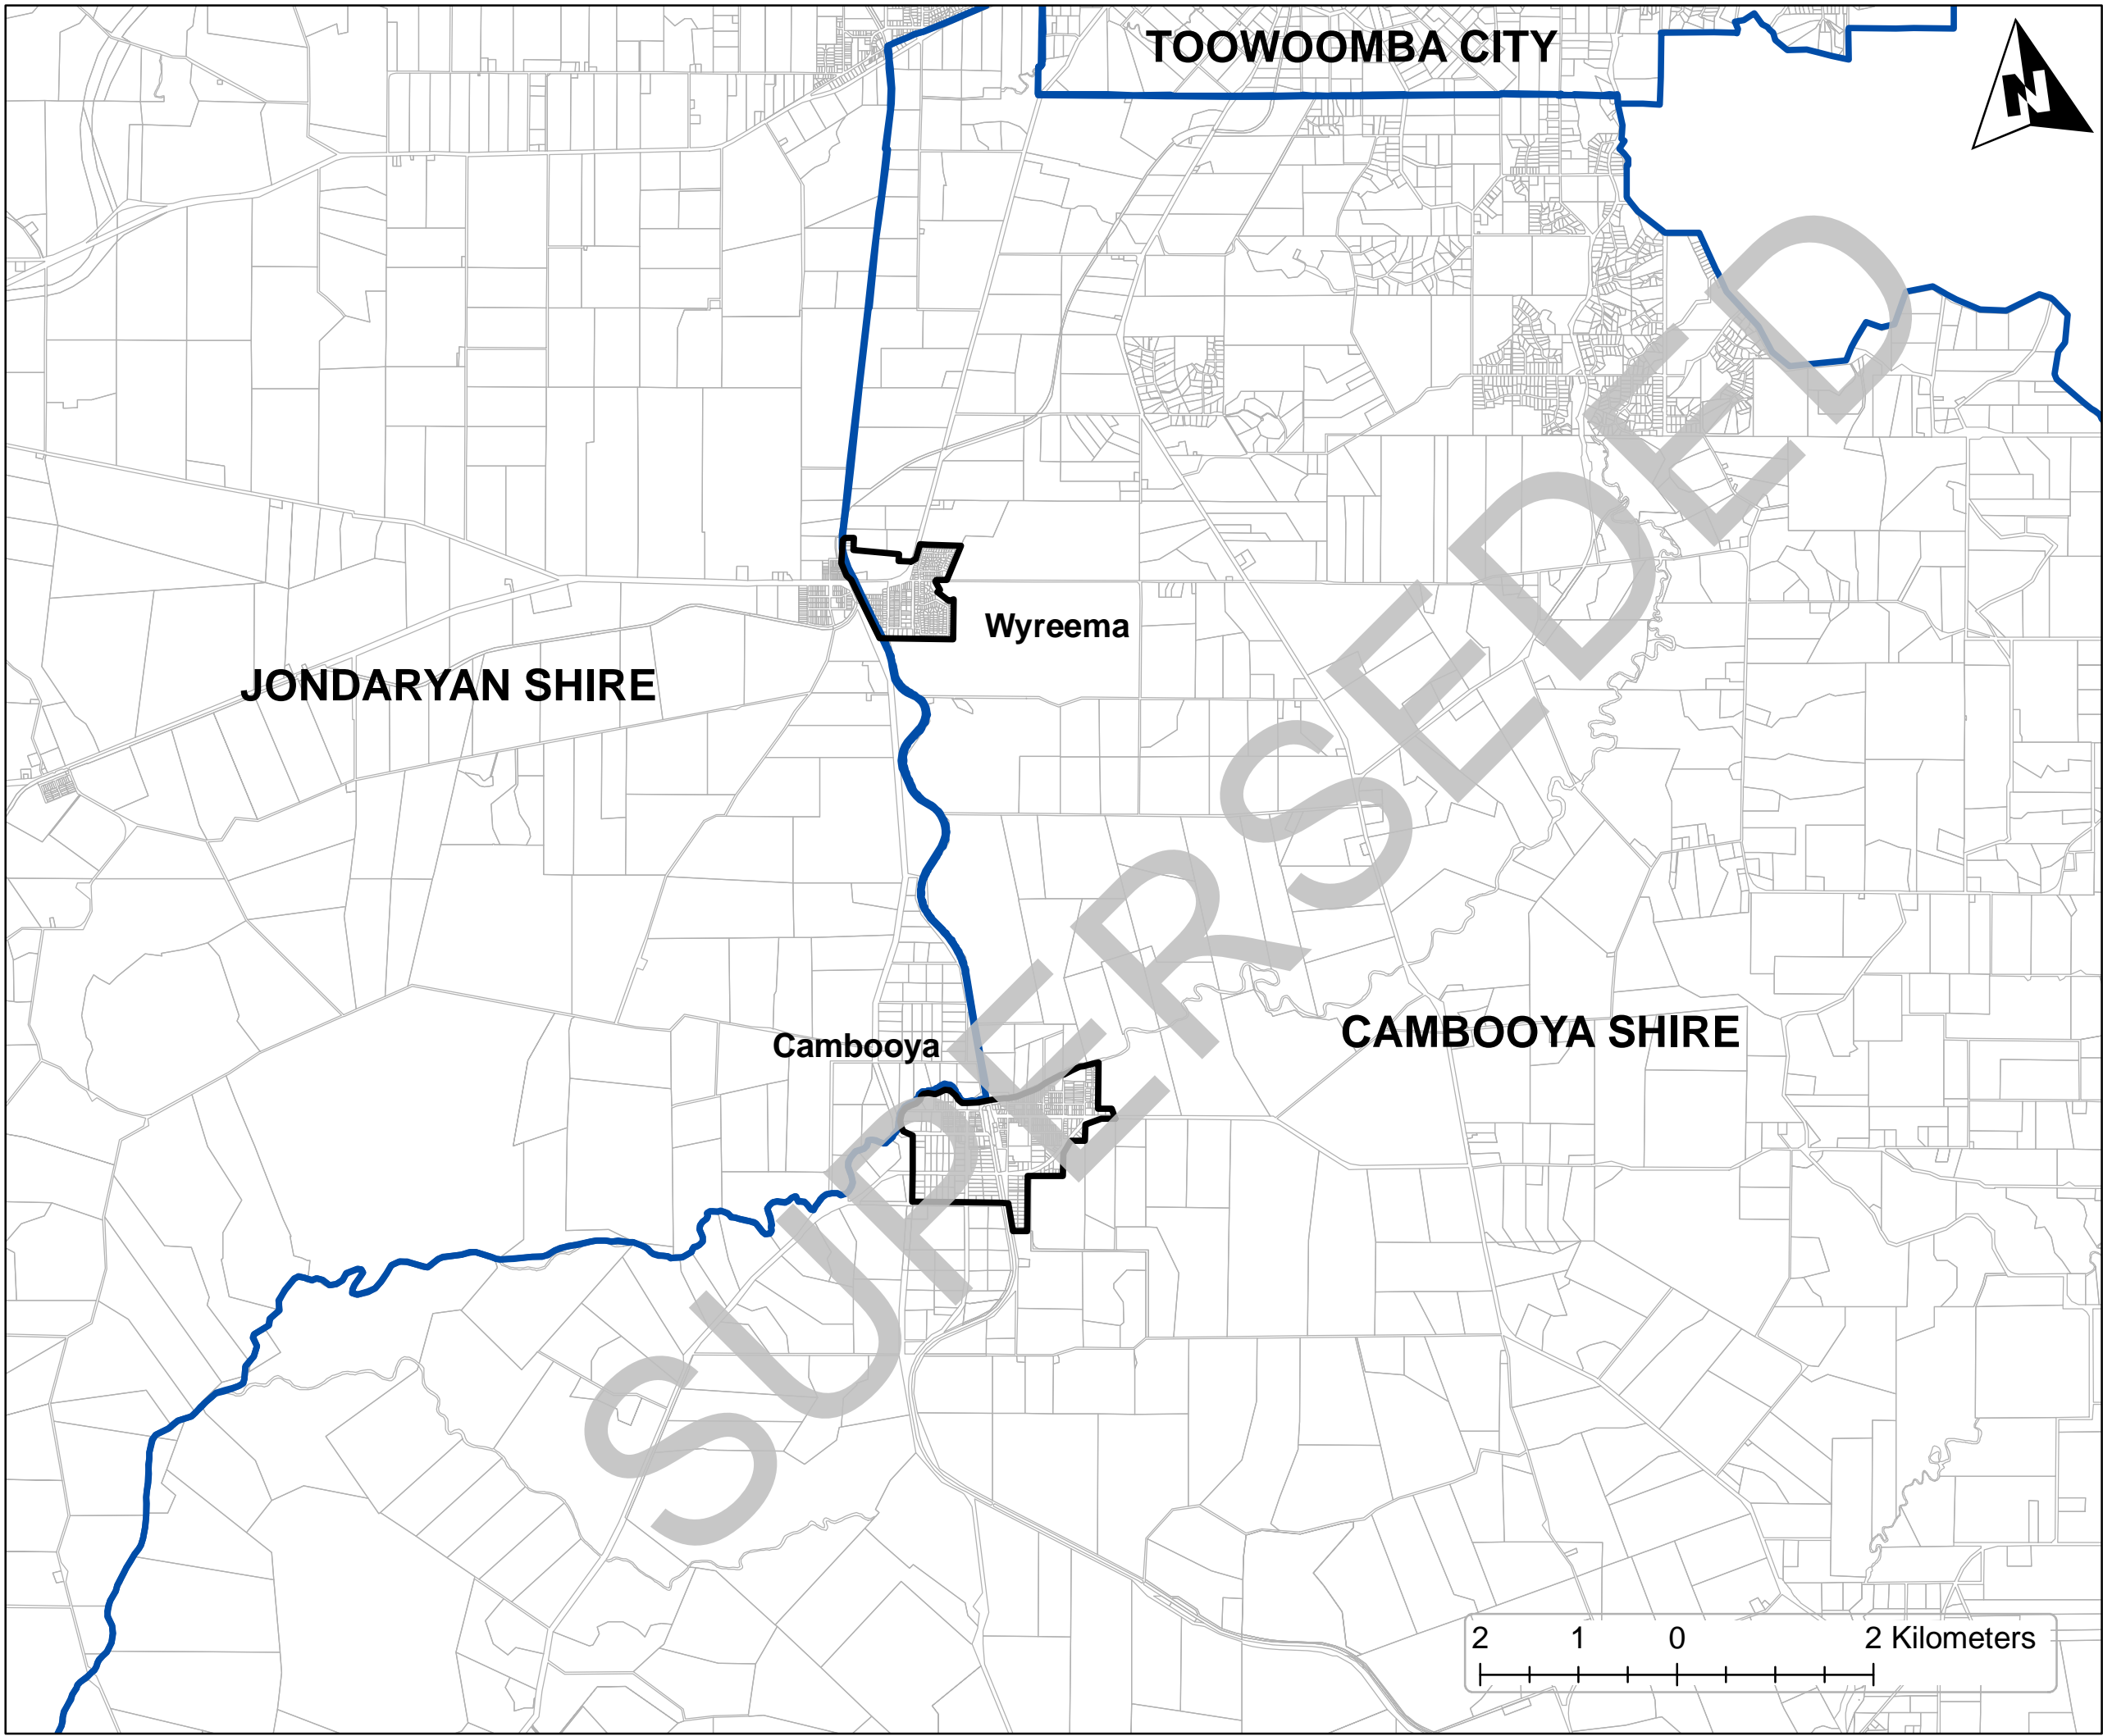 TOOWOOMBA CITY
N
Wyreema
JONDARYAN SHIRE
CAMBOOYA SHIRE
Cambooya
SUPERSEDED
2 1 0 2 Kilometers